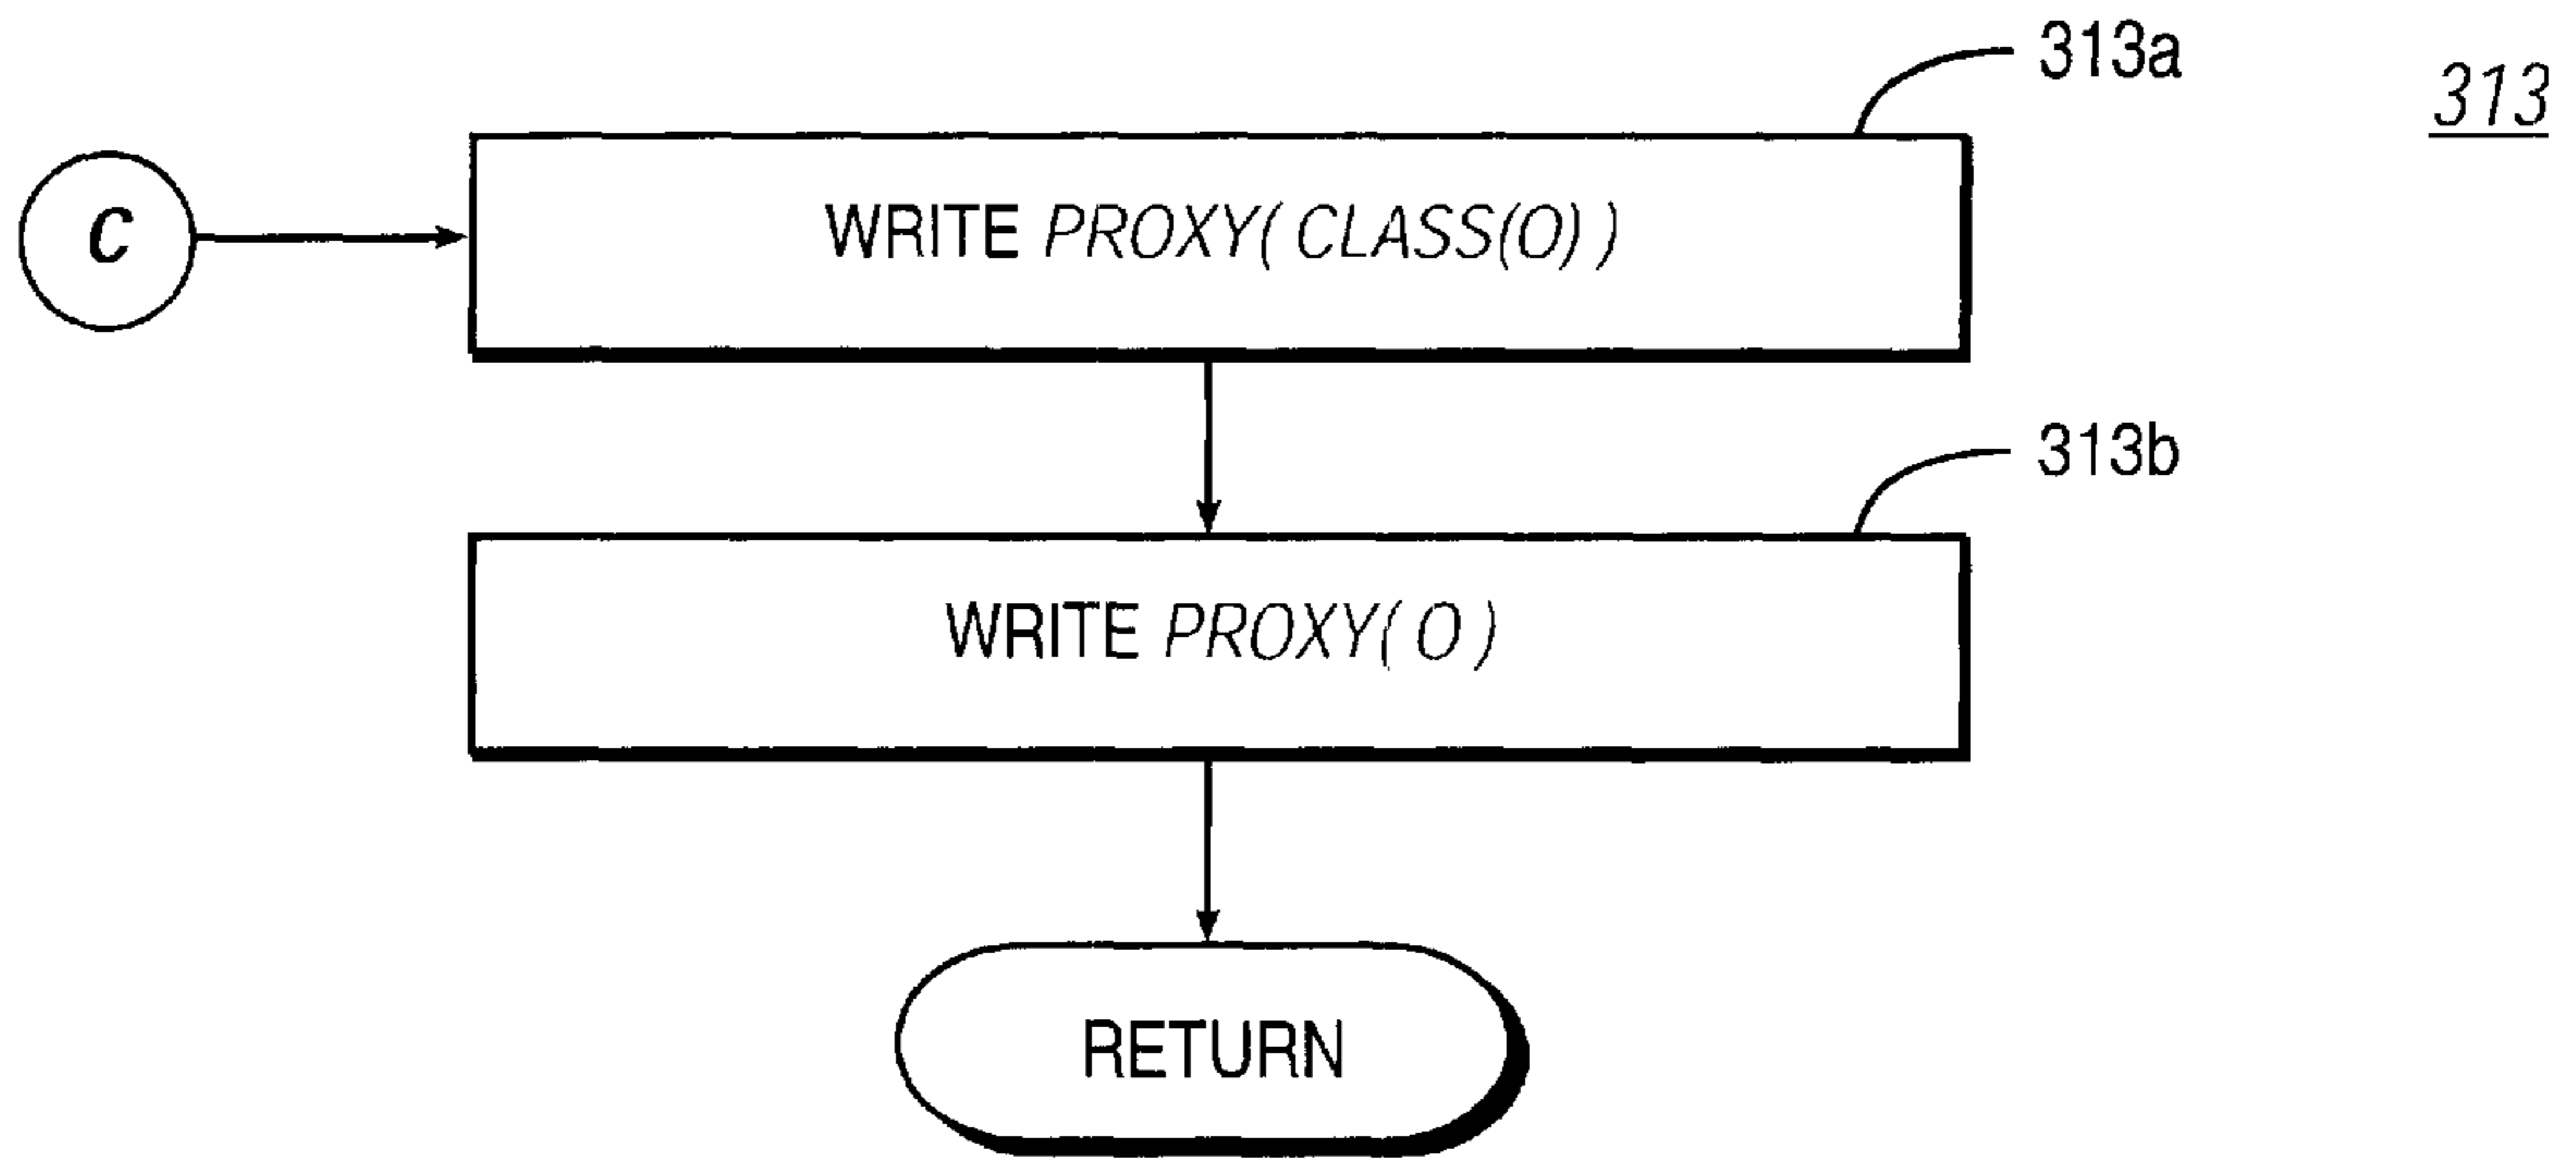 313a
313
C
WRITE PROXY( CLASS(O) )
313b
WRITE PROXY( O )
RETURN